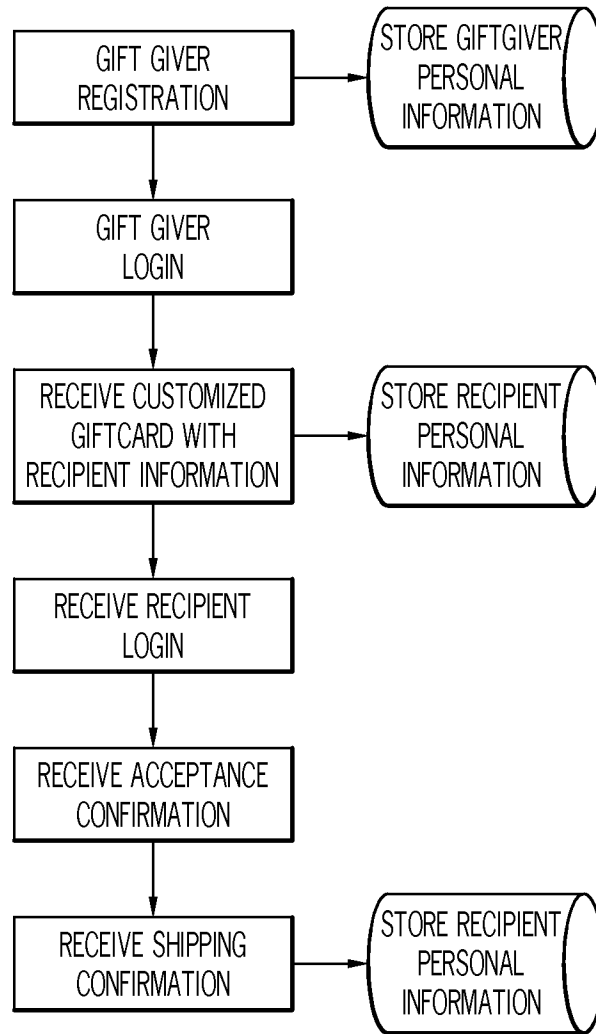 GIFT GIVER
REGISTRATION
STORE GIFTGIVER
PERSONAL
INFORMATION
GIFT GIVER
LOGIN
RECEIVE CUSTOMIZED
GIFTCARD WITH
RECIPIENT INFORMATION
STORE RECIPIENT
PERSONAL
INFORMATION
RECEIVE RECIPIENT
LOGIN
RECEIVE ACCEPTANCE
CONFIRMATION
RECEIVE SHIPPING
CONFIRMATION
STORE RECIPIENT
PERSONAL
INFORMATION